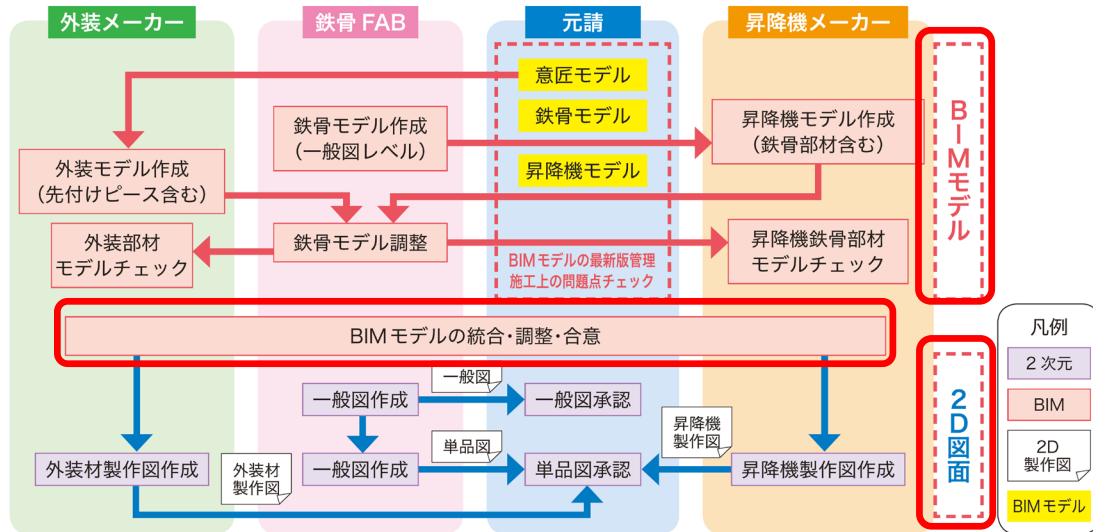 外装メーカー
鉄骨FAB
元請
昇降機メーカー
意匠モデル
鉄骨モデル
昇降機モデル
鉄骨モデル作成
(一般図レベル)
昇降機モデル作成
(鉄骨部材含む)
外装モデル作成
(先付けピース含む)
外装部材
モデルチェック
鉄骨モデル調整
BIMモデルの最新版管理
施工上の問題点チェック
昇降機鉄骨部材
モデルチェック
BIMモデル
BIMモデルの統合・調整・合意
一般図作成
一般図
一般図承認
外装材製作図作成
外装材
製作図
一般図作成
単品図
単品図承認
昇降機
製作図
昇降機製作図作成
2D図面
凡例
2次元
BIM
2D
製作図
BIMモデル